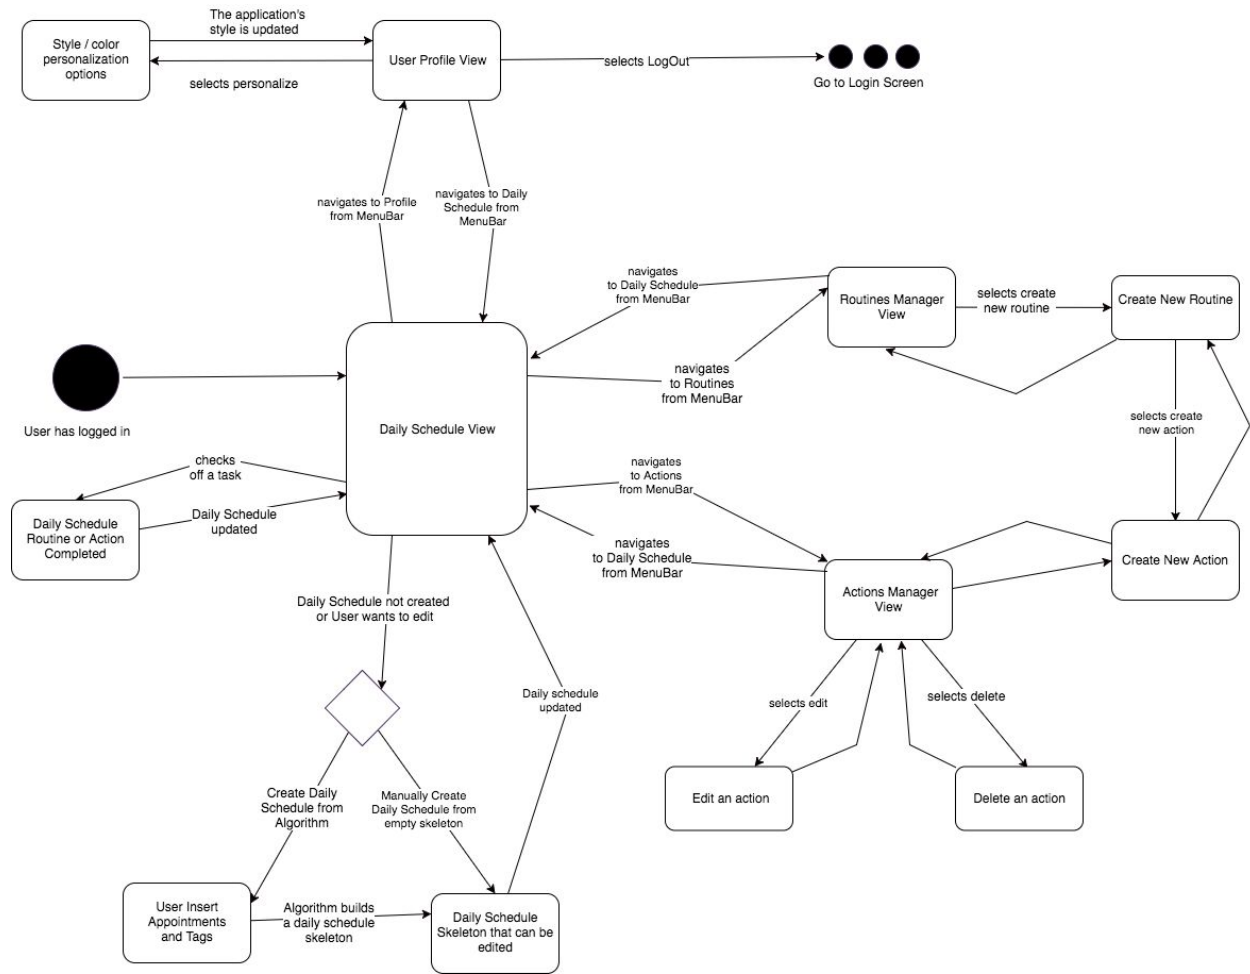 The application's
style is updated
Style / color
personalization
options
User Profile View
selects personalize
selects LogOut
Go to Login Screen
navigates to Profile
from MenuBar
navigates to Daily
Schedule from
MenuBar
navigates
to Daily Schedule
from MenuBar
Routines Manager
View
selects create
new routine
Create New Routine
navigates
to Routines
from MenuBar
User has logged in
Daily Schedule View
selects create
new action
checks
off a task
navigates
to Actions
from MenuBar
Daily Schedule
Routine or Action
Completed
Daily Schedule
updated
navigates
to Daily Schedule
from MenuBar
Create New Action
Actions Manager
View
Daily Schedule not created
or User wants to edit
Daily schedule
updated
selects edit
selects delete
Edit an action
Delete an action
Create Daily
Schedule from
Algorithm
Manually Create
Daily Schedule from
empty skeleton
User Insert
Appointments
and Tags
Algorithm builds
a daily schedule
skeleton
Daily Schedule
Skeleton that can be
edited